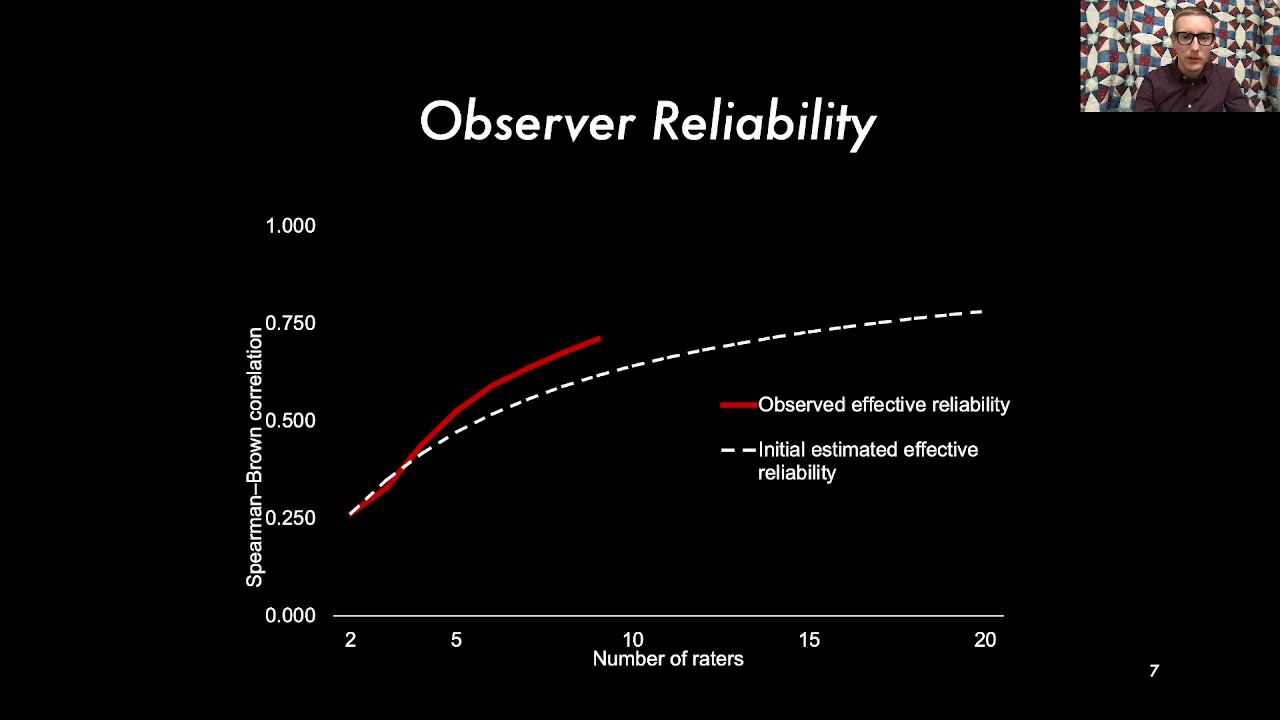 Observer Reliability
1.000
0.750
0.500
0.250
0.000
Spearman–Brown correlation
Observed effective reliability
Initial estimated effective
reliability
2 5 10 15 20
Number of raters
7